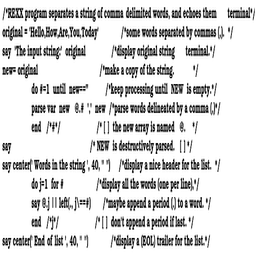 /*REXX program separates a string of comma delimited words, and echoes them terminal*/
original = 'Hello,How,Are,You,Today' /*some words separated by commas (,). */
say 'The input string:' original /*display original string terminal.*/
new= original /*make a copy of the string. */
do #=1 until new=='' /*keep processing until NEW is empty.*/
parse var new @.# ',' new /*parse words delineated by a comma (,)*/
end /*#*/ /* [ ] the new array is named @. */
say /* NEW is destructively parsed. [ ] */
say center(' Words in the string ', 40, " ") /*display a nice header for the list. */
do j=1 for # /*display all the words (one per line),*/
say @.j || left(., j\==#) /*maybe append a period (.) to a word. */
end /*j*/ /* [ ] don't append a period if last. */
say center(' End of list ', 40, " ") /*display a (EOL) trailer for the list.*/